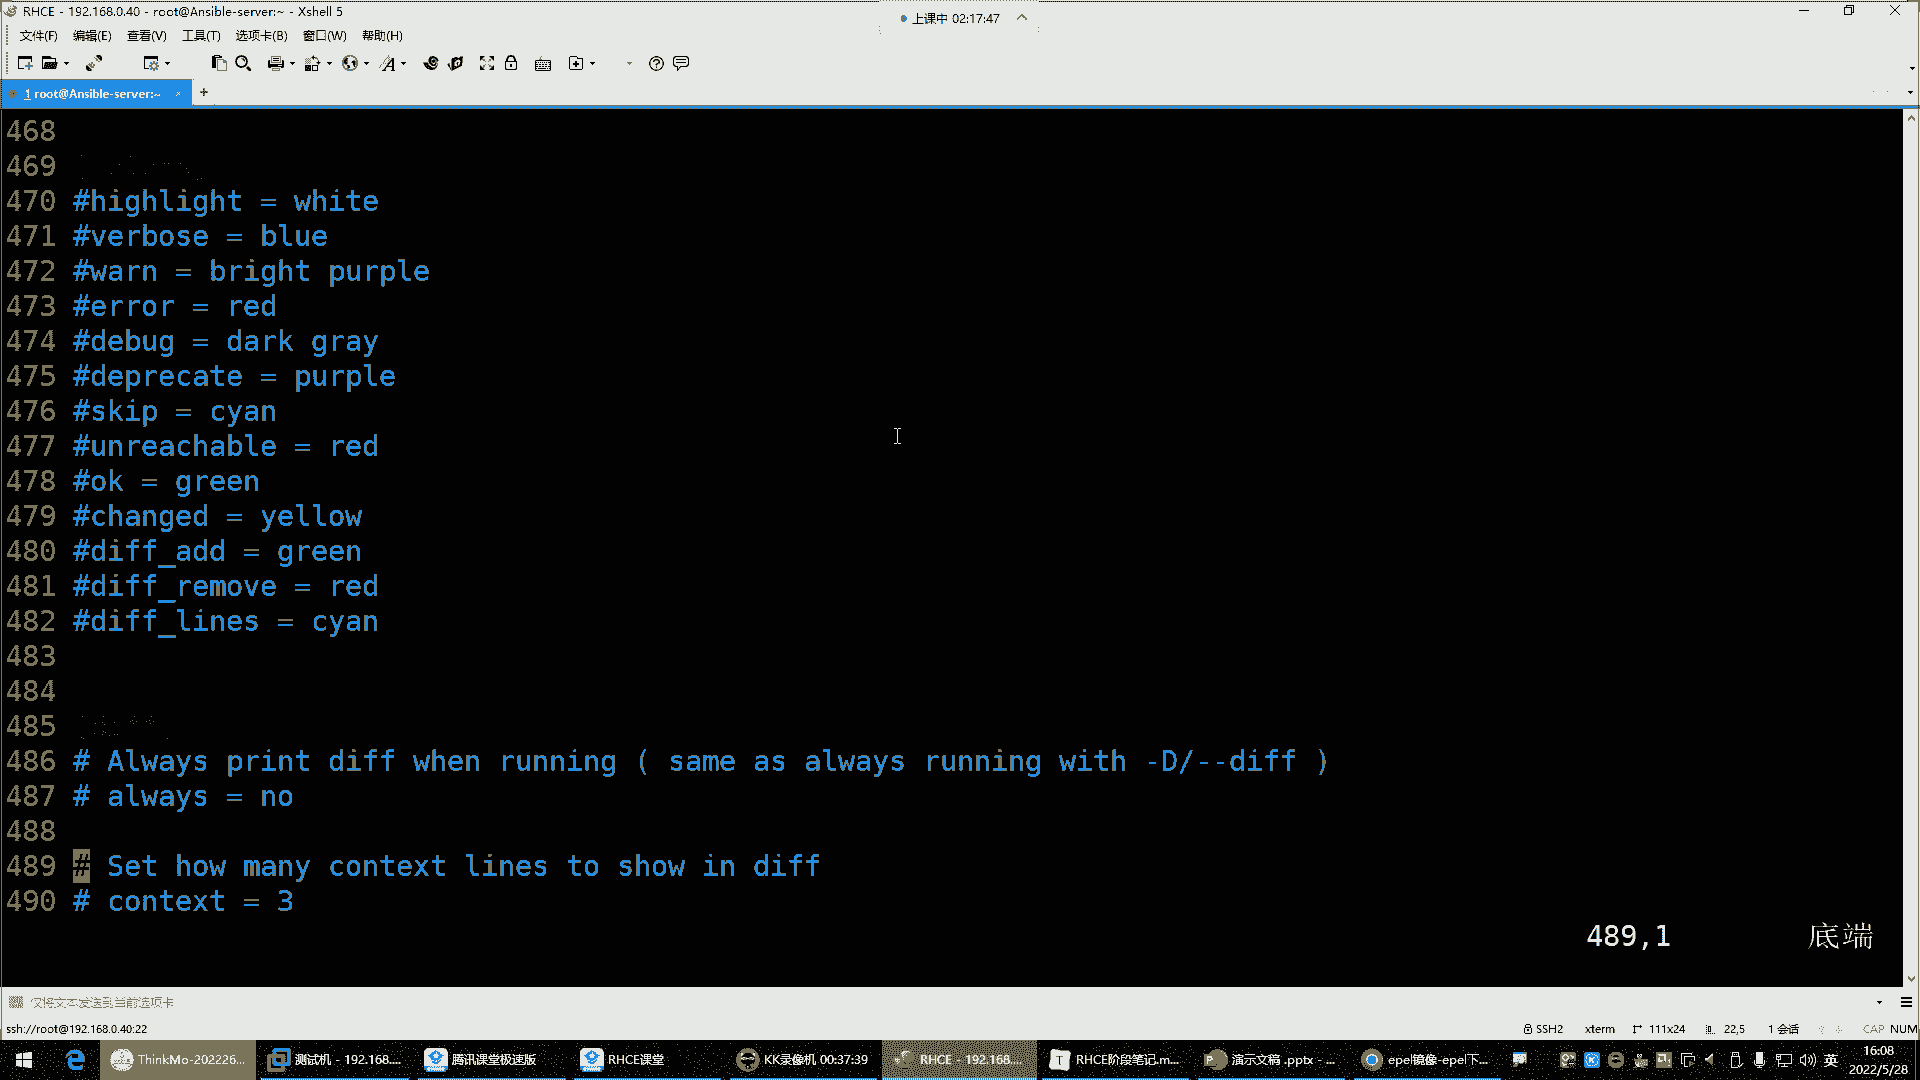 RHCE - 192.168.0.40 - root@Ansible-server:~ - Xshell 5
上课中 02:17:47
文件(F) 编辑(E) 查看(V) 工具(T) 选项卡(B) 窗口(W) 帮助(H)
1 root@Ansible-server:~ × +
468
469
470 #highlight = white
471 #verbose = blue
472 #warn = bright purple
473 #error = red
474 #debug = dark gray
475 #deprecate = purple
476 #skip = cyan
477 #unreachable = red
478 #ok = green
479 #changed = yellow
480 #diff_add = green
481 #diff_remove = red
482 #diff_lines = cyan
483
484
485
486 # Always print diff when running ( same as always running with -D/--diff )
487 # always = no
488
489 # Set how many context lines to show in diff
490 # context = 3
489,1 底端
仅将文本发送到当前选项卡
ssh://root@192.168.0.40:22 SSH2 xterm 111x24 22,5 1 会话 CAP NUM
ThinkMo-202226... 测试机 - 192.168.... 腾讯课堂极速版 RHCE课堂 KK录像机 00:37:39 RHCE - 192.168.... RHCE阶段笔记.m... 演示文稿 .pptx - ... epel镜像-epel下... 英 16:08
2022/5/28